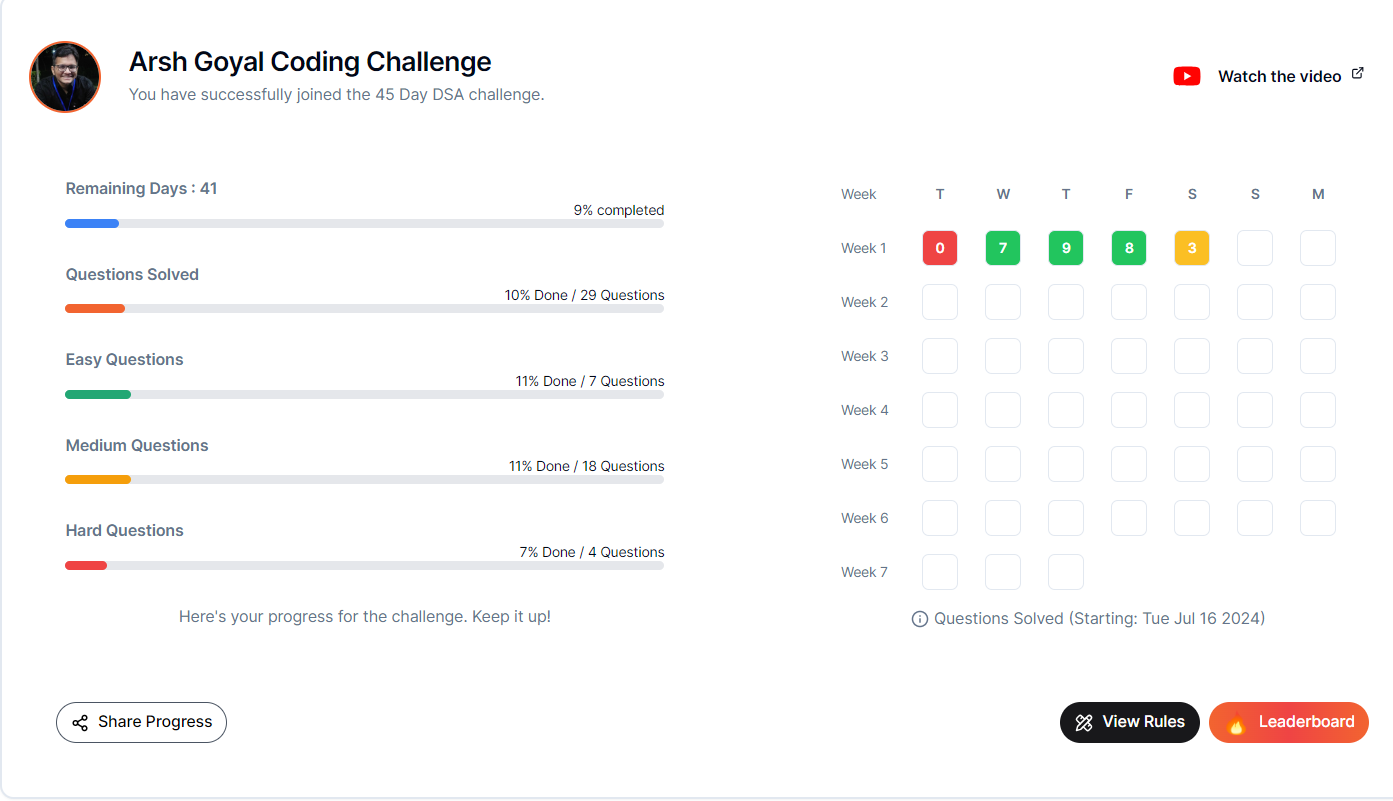 Arsh Goyal Coding Challenge
You have successfully joined the 45 Day DSA challenge.
Watch the video
Remaining Days : 41
9% completed
Questions Solved
10% Done / 29 Questions
Easy Questions
11% Done / 7 Questions
Medium Questions
11% Done / 18 Questions
Hard Questions
7% Done / 4 Questions
Here's your progress for the challenge. Keep it up!
Week T W T F S S M
Week 1 0 7 9 8 3
Week 2
Week 3
Week 4
Week 5
Week 6
Week 7
Questions Solved (Starting: Tue Jul 16 2024)
Share Progress
View Rules
Leaderboard